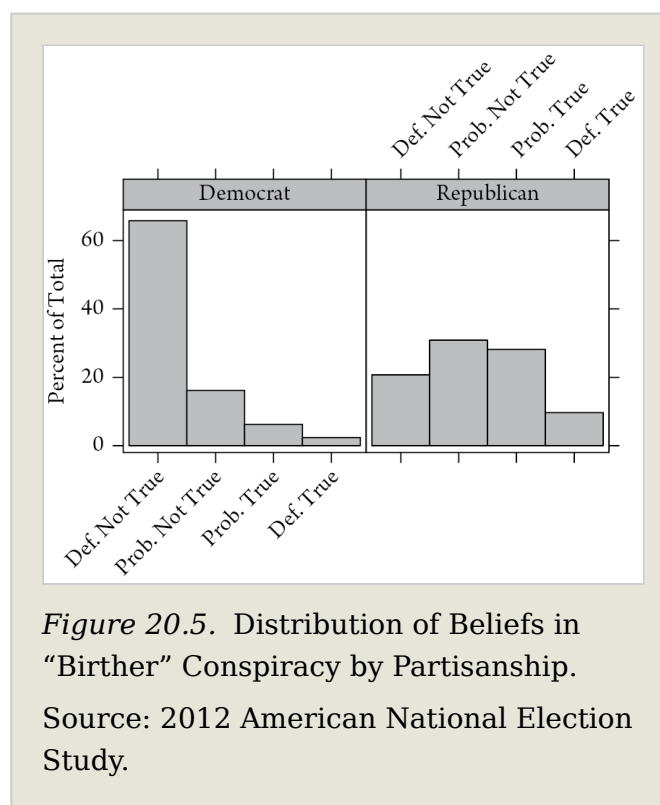 Def. Not True
Prob. Not True
Prob. True
Def. True
Democrat
Republican
Percent of Total
60
40
20
0
Def. Not True
Prob. Not True
Prob. True
Def. True
Figure 20.5. Distribution of Beliefs in
“Birther” Conspiracy by Partisanship.
Source: 2012 American National Election
Study.